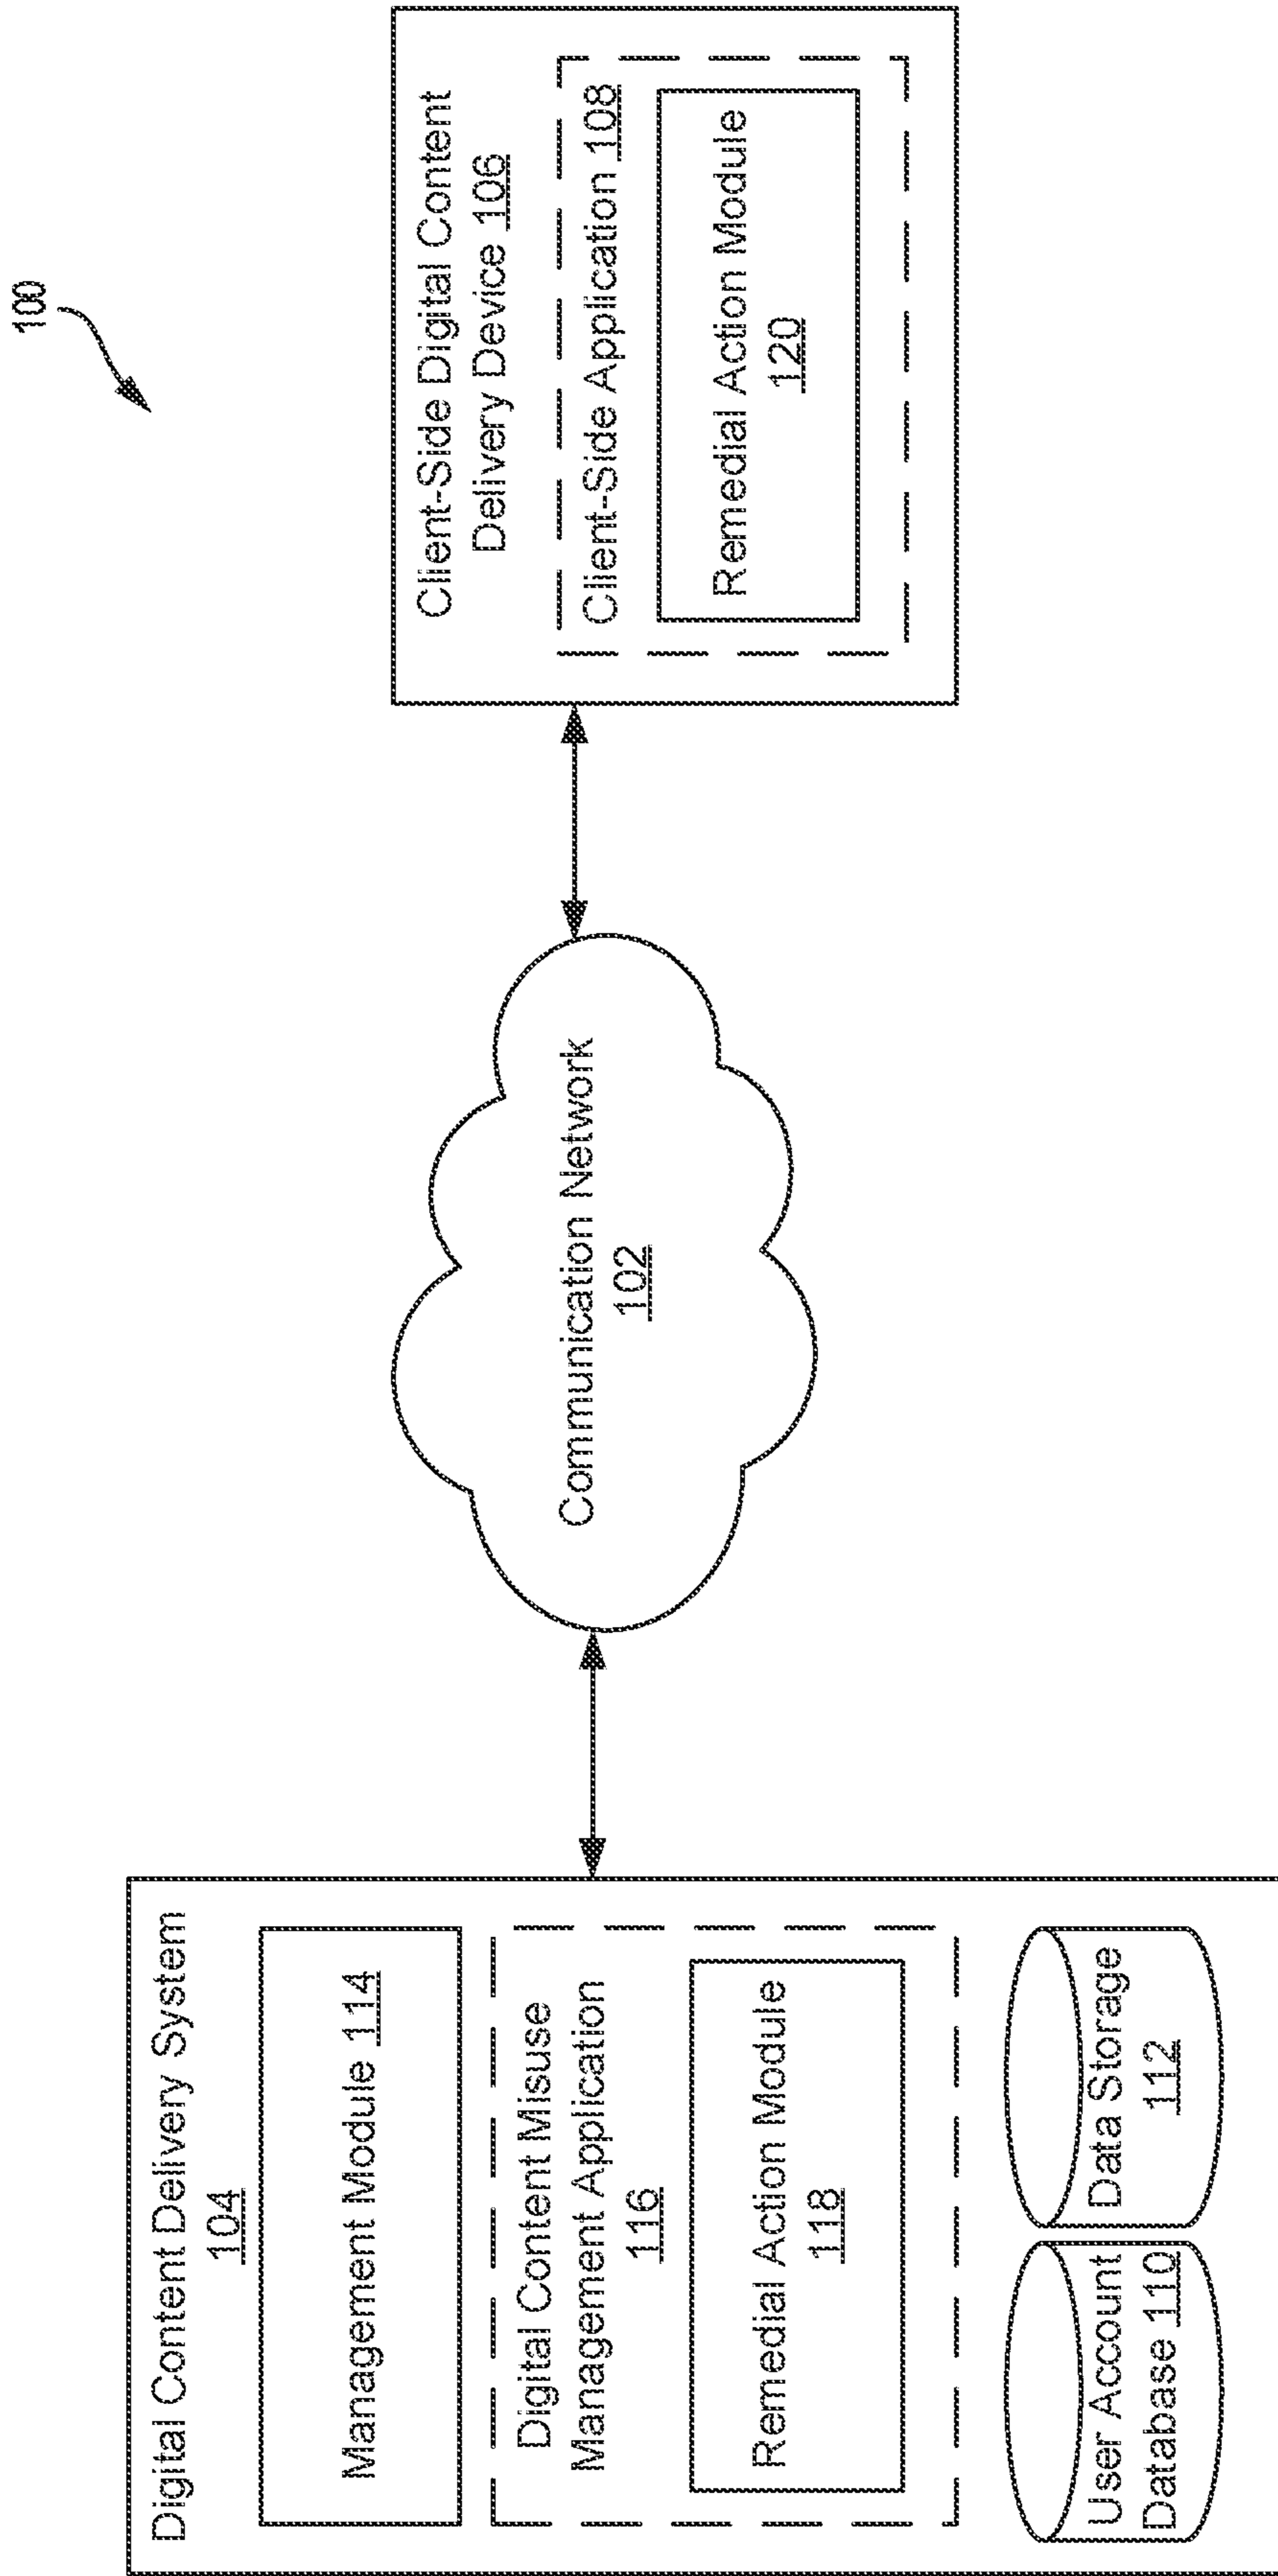 100
Digital Content Delivery System
104
Management Module 114
Digital Content Misuse
Management Application
116
Remedial Action Module
118
User Account
Database 110
Data Storage
112
Communication Network
102
Client-Side Digital Content
Delivery Device 106
Client-Side Application 108
Remedial Action Module
120